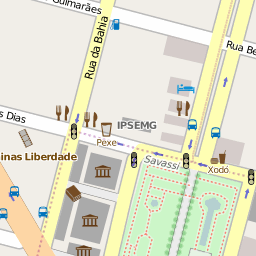 Guimarães
Rua da Bahia
Rua Be
s Dias
IPSEMG
Pexe
Savassi
Xodó
inas Liberdade